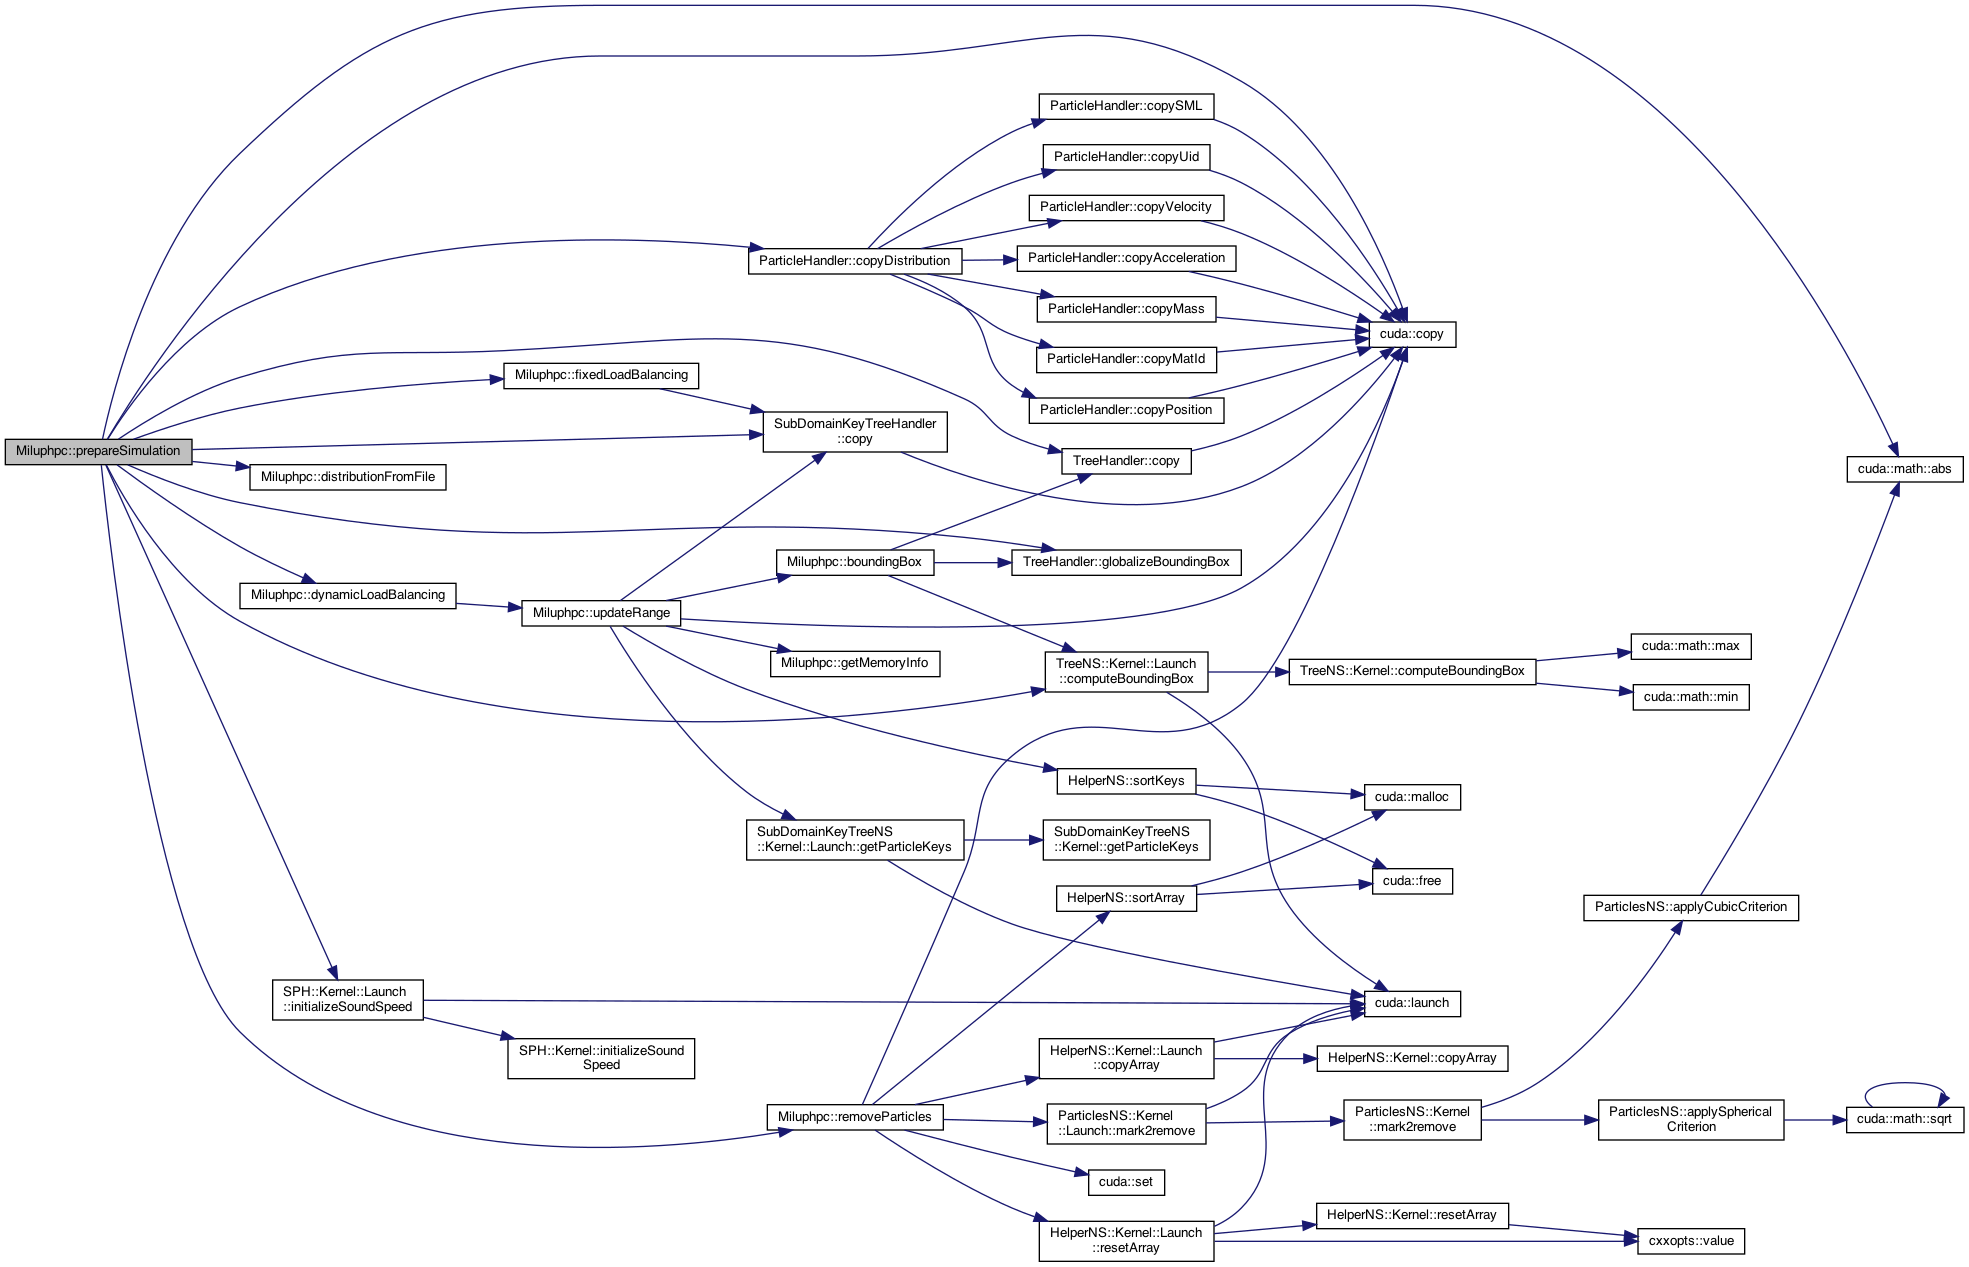 Miluphpc::prepareSimulation
Miluphpc::distributionFromFile
Miluphpc::dynamicLoadBalancing
SPH::Kernel::Launch
::initializeSoundSpeed
Miluphpc::fixedLoadBalancing
Miluphpc::updateRange
SPH::Kernel::initializeSound
Speed
ParticleHandler::copyDistribution
SubDomainKeyTreeHandler
::copy
Miluphpc::boundingBox
Miluphpc::getMemoryInfo
SubDomainKeyTreeNS
::Kernel::Launch::getParticleKeys
Miluphpc::removeParticles
ParticleHandler::copySML
ParticleHandler::copyUid
ParticleHandler::copyVelocity
ParticleHandler::copyAcceleration
ParticleHandler::copyMass
ParticleHandler::copyMatId
ParticleHandler::copyPosition
TreeHandler::copy
TreeHandler::globalizeBoundingBox
TreeNS::Kernel::Launch
::computeBoundingBox
HelperNS::sortKeys
SubDomainKeyTreeNS
::Kernel::getParticleKeys
HelperNS::sortArray
HelperNS::Kernel::Launch
::copyArray
ParticlesNS::Kernel
::Launch::mark2remove
cuda::set
HelperNS::Kernel::Launch
::resetArray
cuda::copy
TreeNS::Kernel::computeBoundingBox
cuda::malloc
cuda::free
cuda::launch
HelperNS::Kernel::copyArray
ParticlesNS::Kernel
::mark2remove
HelperNS::Kernel::resetArray
cuda::math::max
cuda::math::min
ParticlesNS::applyCubicCriterion
ParticlesNS::applySpherical
Criterion
cxxopts::value
cuda::math::abs
cuda::math::sqrt